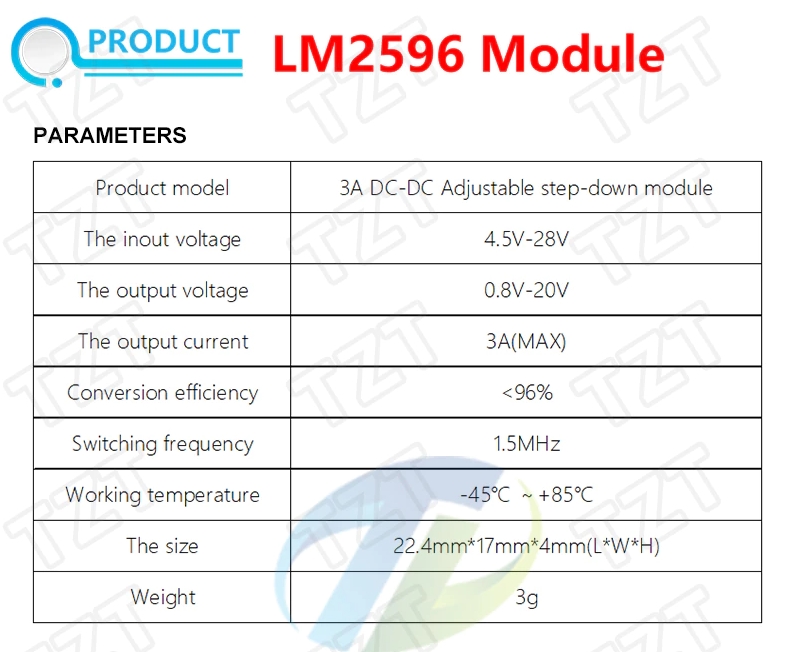 PRODUCT
LM2596 Module
PARAMETERS
Product model 3A DC-DC Adjustable step-down module
The inout voltage 4.5V-28V
The output voltage 0.8V-20V
The output current 3A(MAX)
Conversion efficiency <96%
Switching frequency 1.5MHz
Working temperature -45℃ ~ +85℃
The size 22.4mm*17mm*4mm(L*W*H)
Weight 3g
TZT